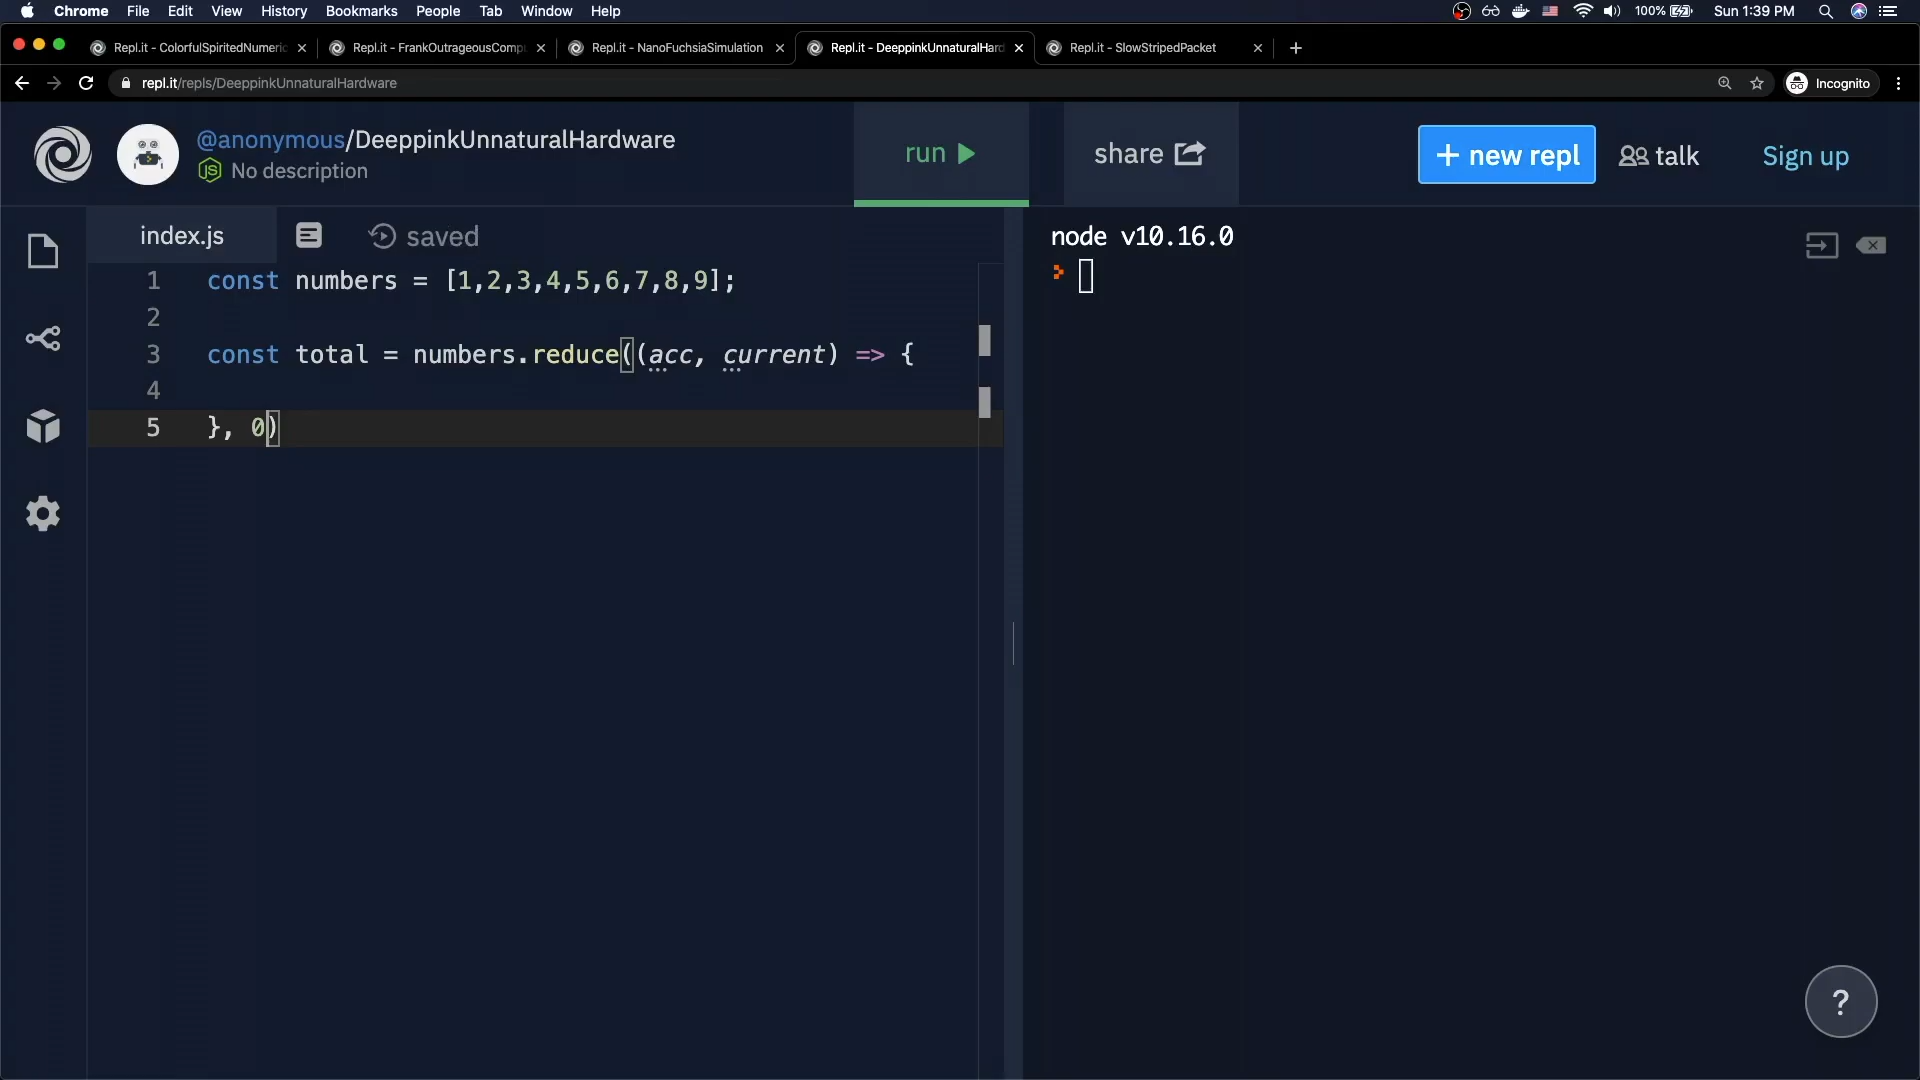 Chrome File Edit View History Bookmarks People Tab Window Help 100% Sun 1:39 PM
Repl.it - ColorfulSpiritedNumeric Repl.it - FrankOutrageousCompu Repl.it - NanoFuchsiaSimulation Repl.it - DeeppinkUnnaturalHard Repl.it - SlowStripedPacket
repl.it/repls/DeeppinkUnnaturalHardware Incognito
@anonymous/DeeppinkUnnaturalHardware
No description
run share + new repl talk Sign up
index.js saved
1 const numbers = [1,2,3,4,5,6,7,8,9];
2
3 const total = numbers.reduce((acc, current) => {
4
5 }, 0)
node v10.16.0
?